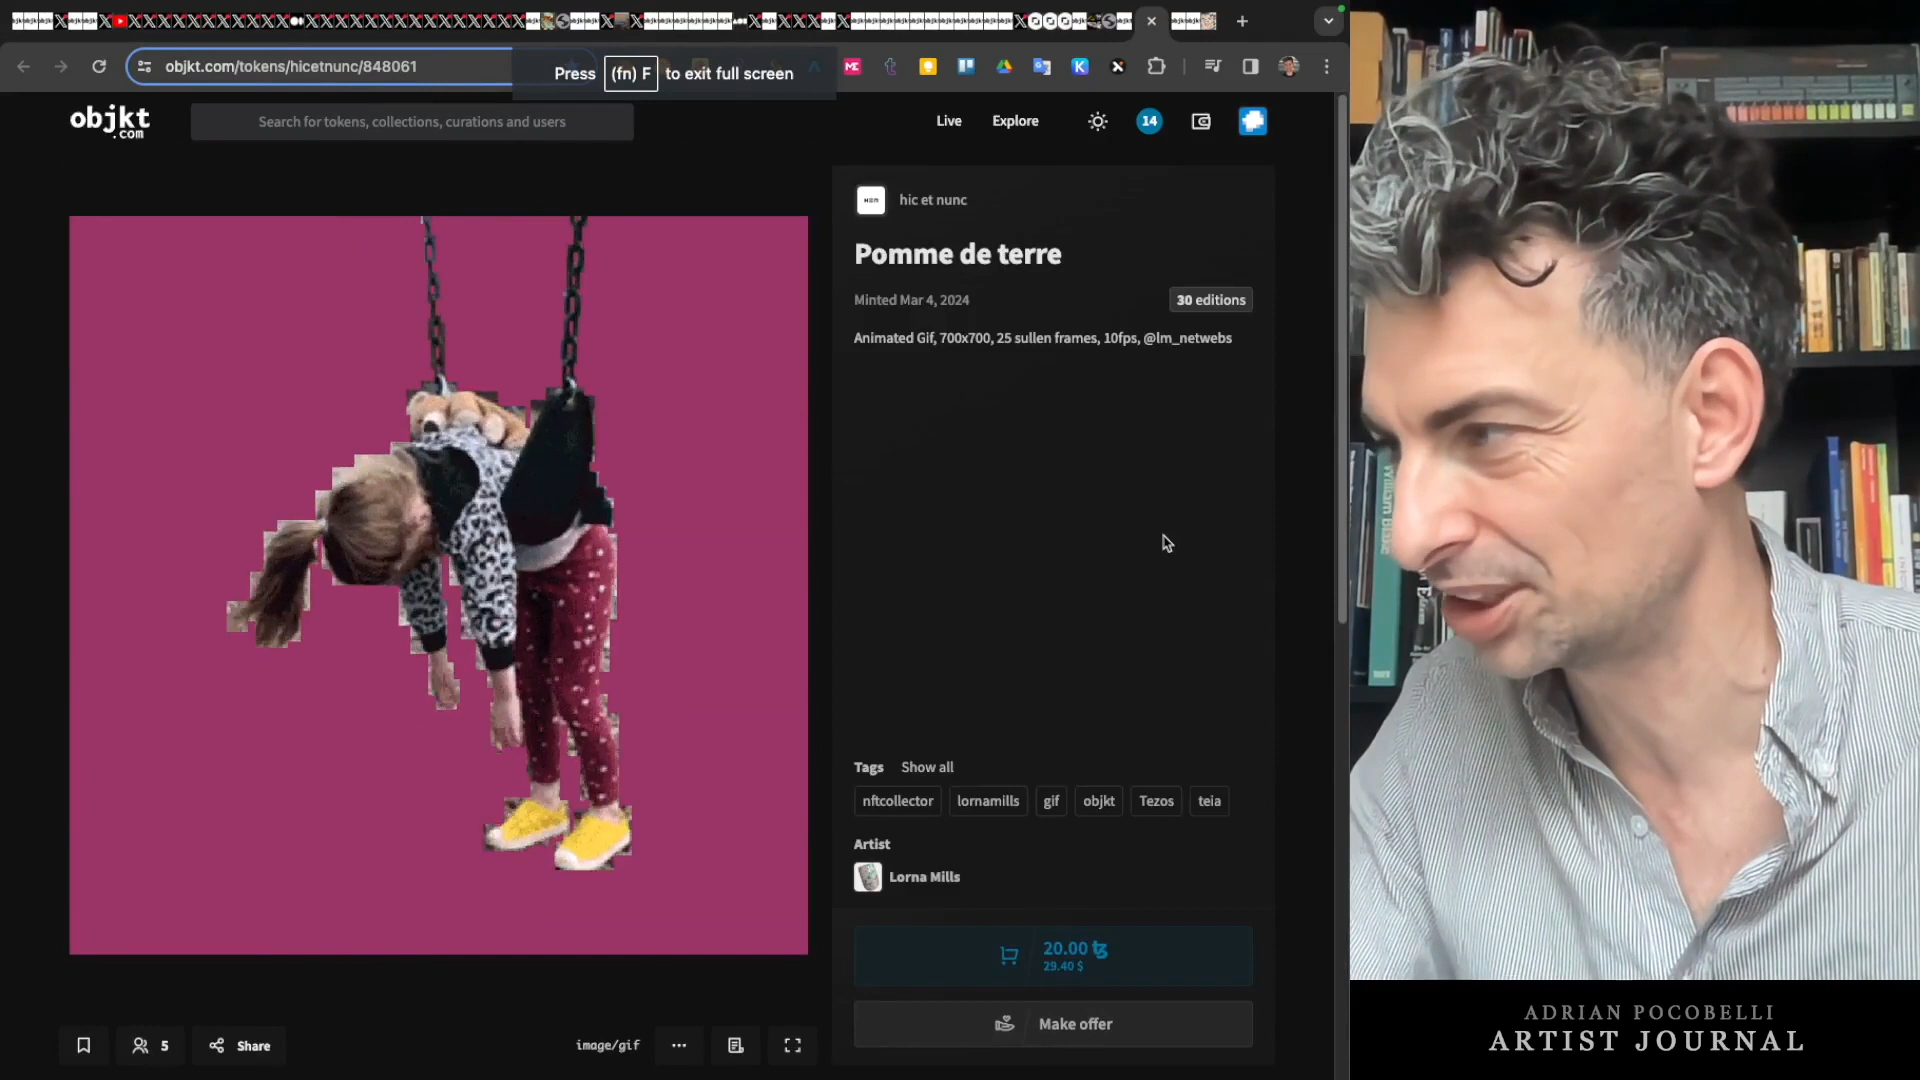 objkt.com/tokens/hicetnunc/848061
Press (fn) F to exit full screen
objkt
.com
Search for tokens, collections, curations and users
Live
Explore
14
hic et nunc
Pomme de terre
Minted Mar 4, 2024
30 editions
Animated Gif, 700x700, 25 sullen frames, 10fps, @lm_netwebs
Tags
Show all
nftcollector
lornamills
gif
objkt
Tezos
teia
Artist
Lorna Mills
20.00 ꜩ
29.40 $
Make offer
5
Share
image/gif
William Blake
ADRIAN POCOBELLI
ARTIST JOURNAL